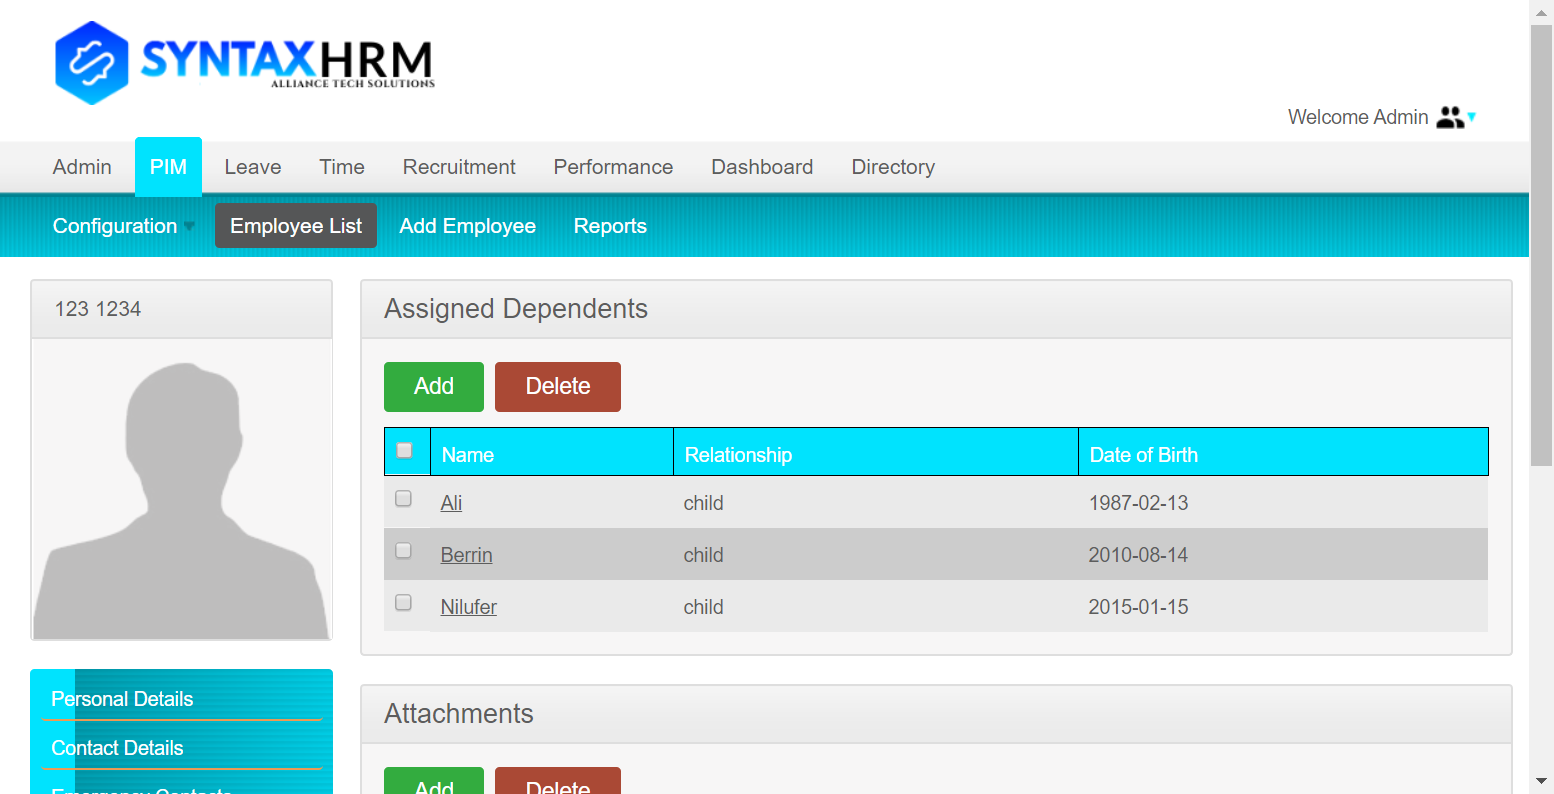 SYNTAXHRM
ALLIANCE TECH SOLUTIONS
Welcome Admin
Admin PIM Leave Time Recruitment Performance Dashboard Directory
Configuration Employee List Add Employee Reports
123 1234
Assigned Dependents
Add Delete
Name Relationship Date of Birth
Ali child 1987-02-13
Berrin child 2010-08-14
Nilufer child 2015-01-15
Personal Details
Contact Details
Emergency Contacts
Attachments
Add Delete